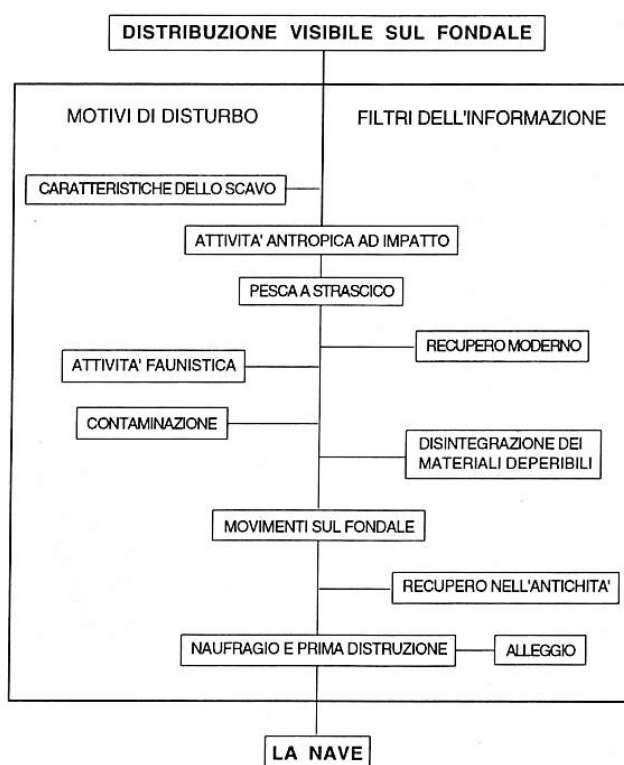 DISTRIBUZIONE VISIBILE SUL FONDALE
MOTIVI DI DISTURBO
FILTRI DELL'INFORMAZIONE
CARATTERISTICHE DELLO SCAVO
ATTIVITA' ANTROPICA AD IMPATTO
PESCA A STRASCICO
RECUPERO MODERNO
ATTIVITA' FAUNISTICA
CONTAMINAZIONE
DISINTEGRAZIONE DEI
MATERIALI DEPERIBILI
MOVIMENTI SUL FONDALE
RECUPERO NELL'ANTICHITA'
NAUFRAGIO E PRIMA DISTRUZIONE
ALLEGGIO
LA NAVE